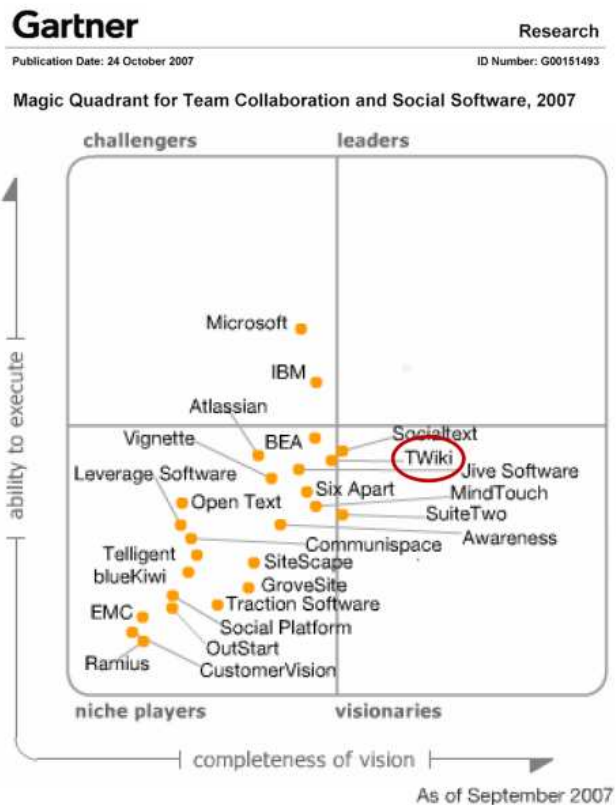 Gartner
Research
Publication Date: 24 October 2007
ID Number: G00151493
Magic Quadrant for Team Collaboration and Social Software, 2007
challengers
leaders
ability to execute
Microsoft
IBM
Atlassian
Vignette
BEA
Socialtext
TWiki
Leverage Software
Jive Software
Open Text
Six Apart
MindTouch
SuiteTwo
Communispace
Awareness
Telligent
SiteScape
blueKiwi
GroveSite
EMC
Traction Software
Social Platform
OutStart
Ramius
CustomerVision
niche players
visionaries
completeness of vision
As of September 2007